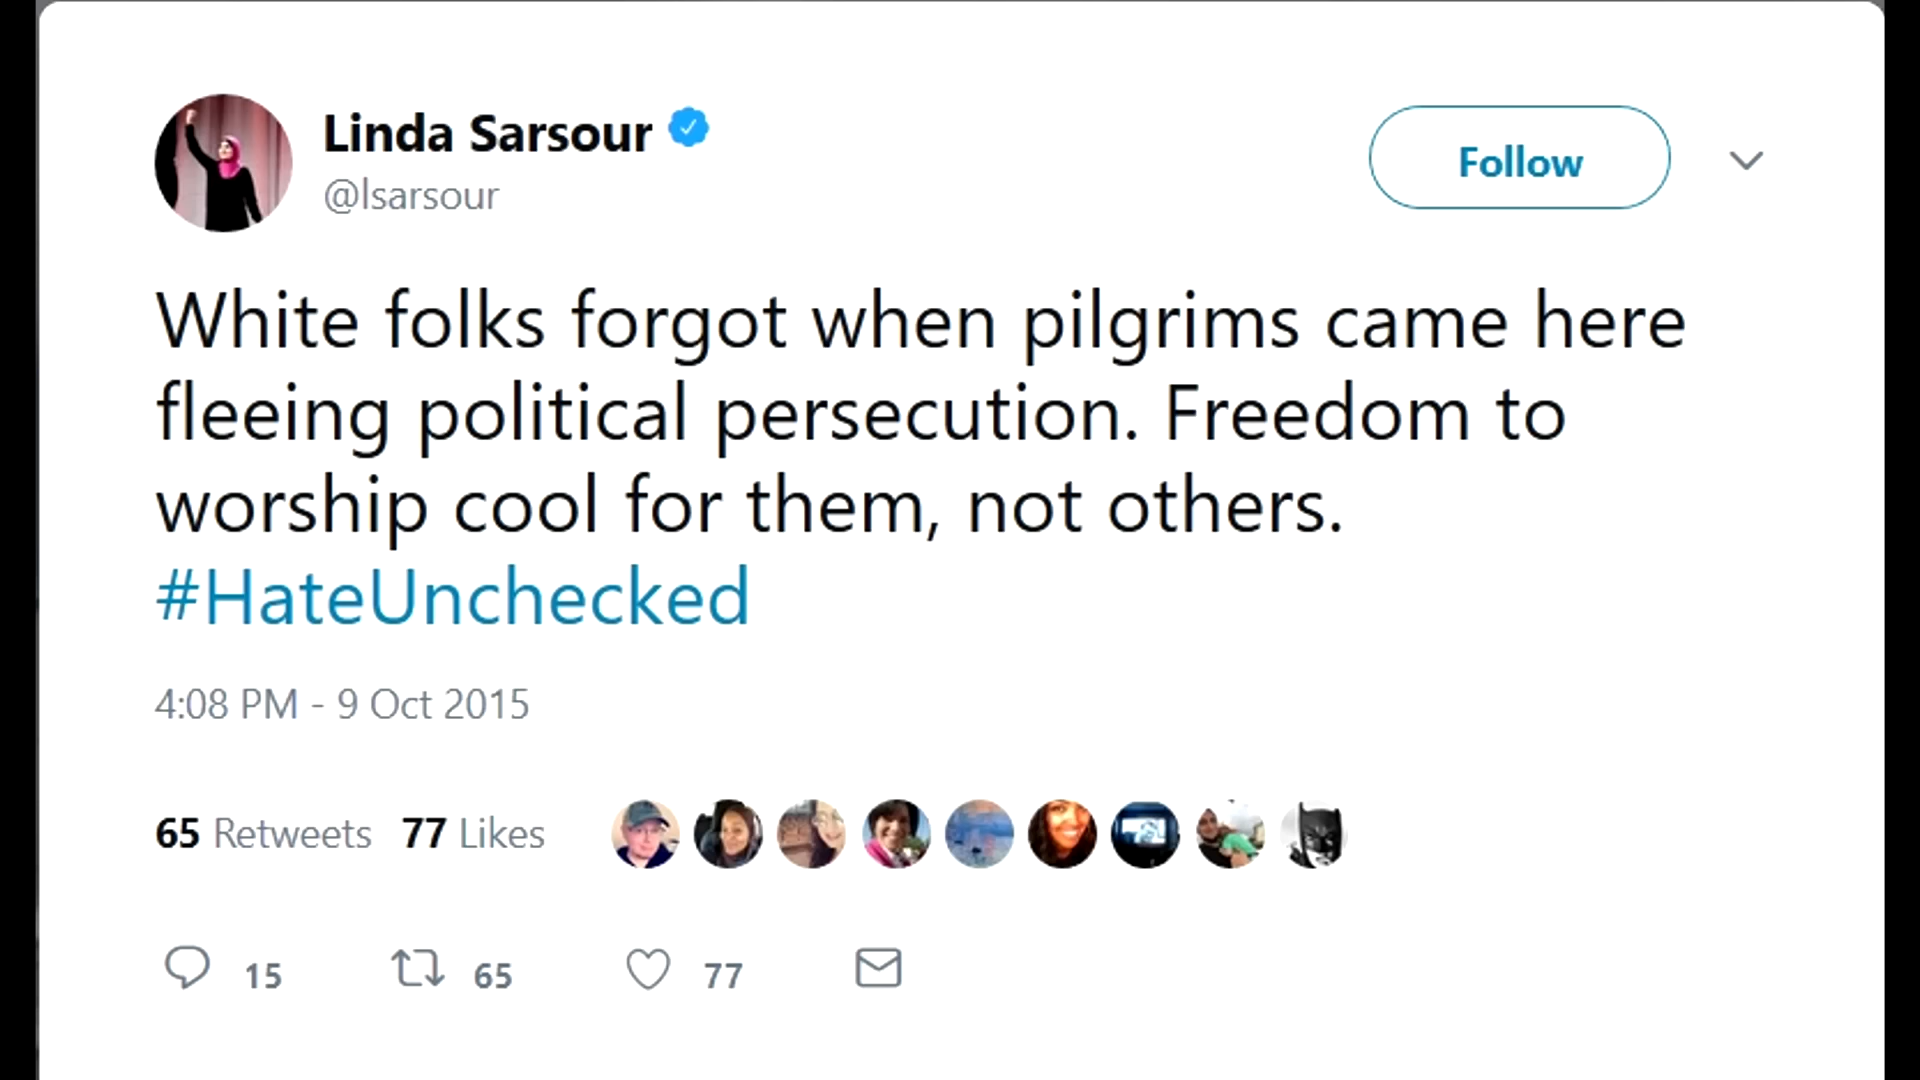 Linda Sarsour
@lsarsour
Follow
White folks forgot when pilgrims came here
fleeing political persecution. Freedom to
worship cool for them, not others.
#HateUnchecked
4:08 PM - 9 Oct 2015
65 Retweets 77 Likes
15 65 77